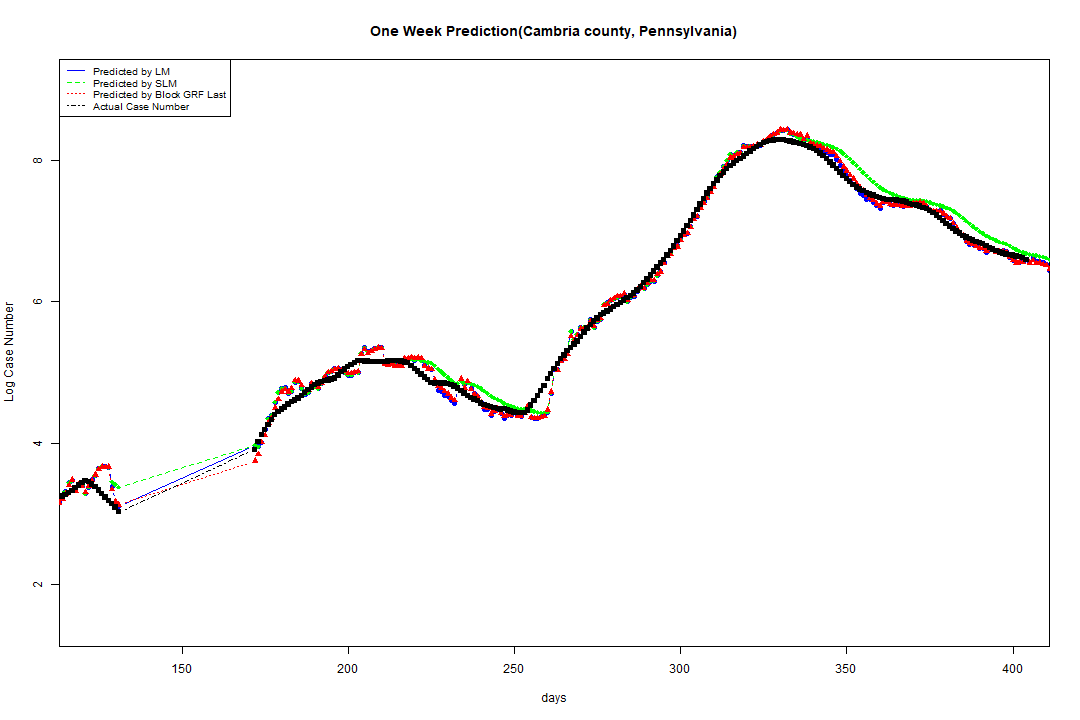 One Week Prediction(Cambria county, Pennsylvania)
Predicted by LM
Predicted by SLM
Predicted by Block GRF Last
Actual Case Number
Log Case Number
8
6
4
2
150 200 250 300 350 400
days